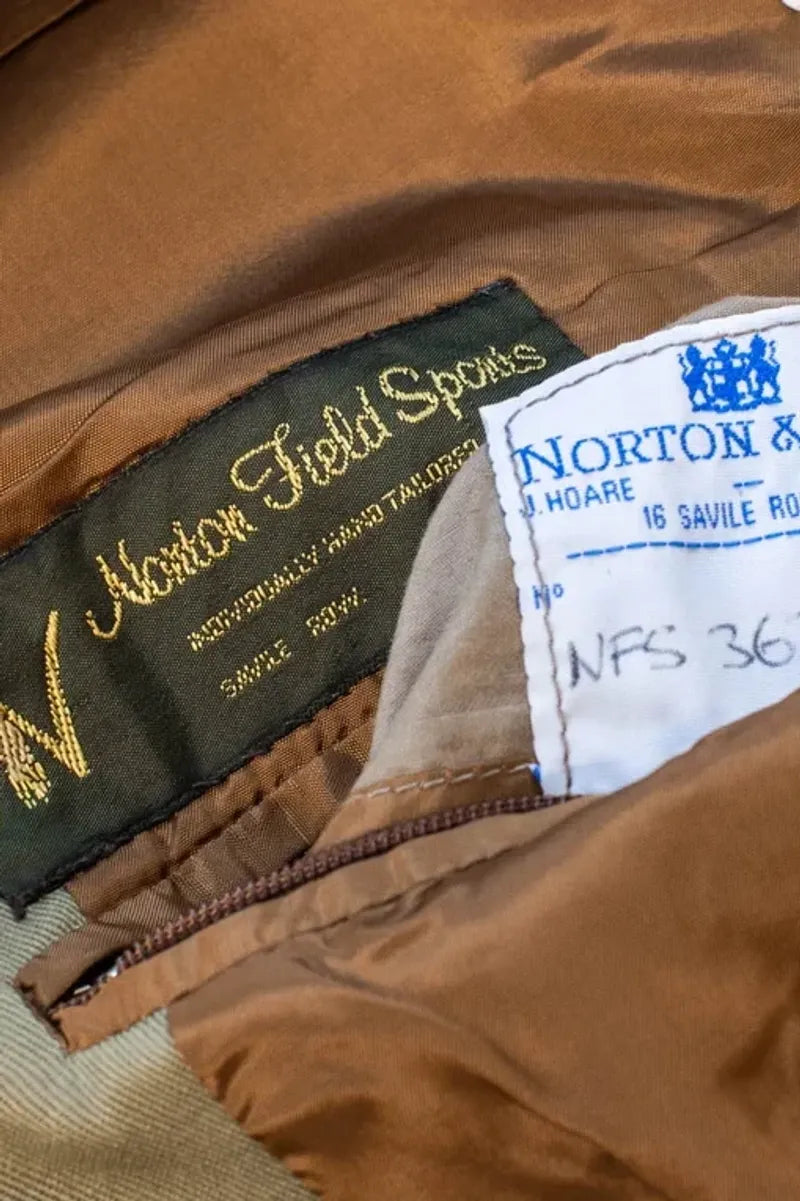 Norton Field Sports
INDIVIDUALLY HAND TAILORED
SAVILE ROW
N
NORTON &
J. HOARE
16 SAVILE RO
No
NFS 36